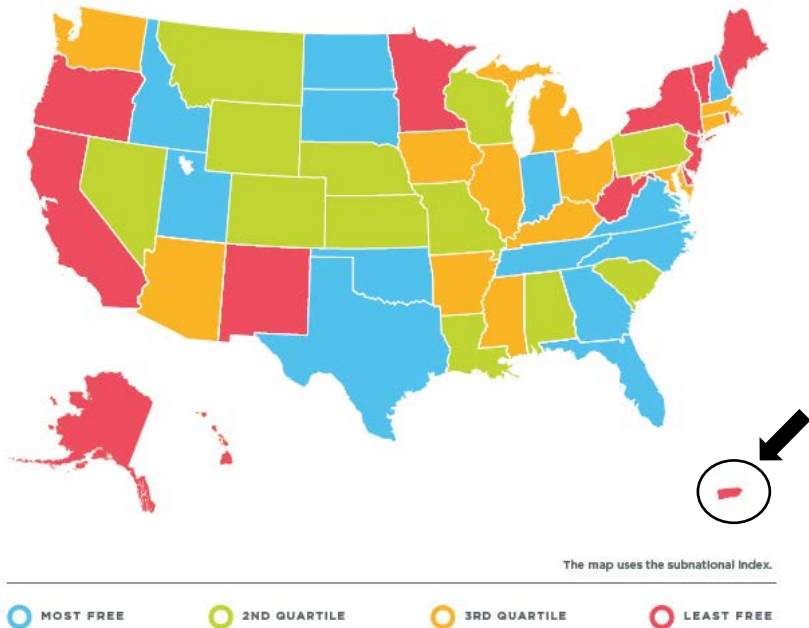 The map uses the subnational index.
MOST FREE 2ND QUARTILE 3RD QUARTILE LEAST FREE